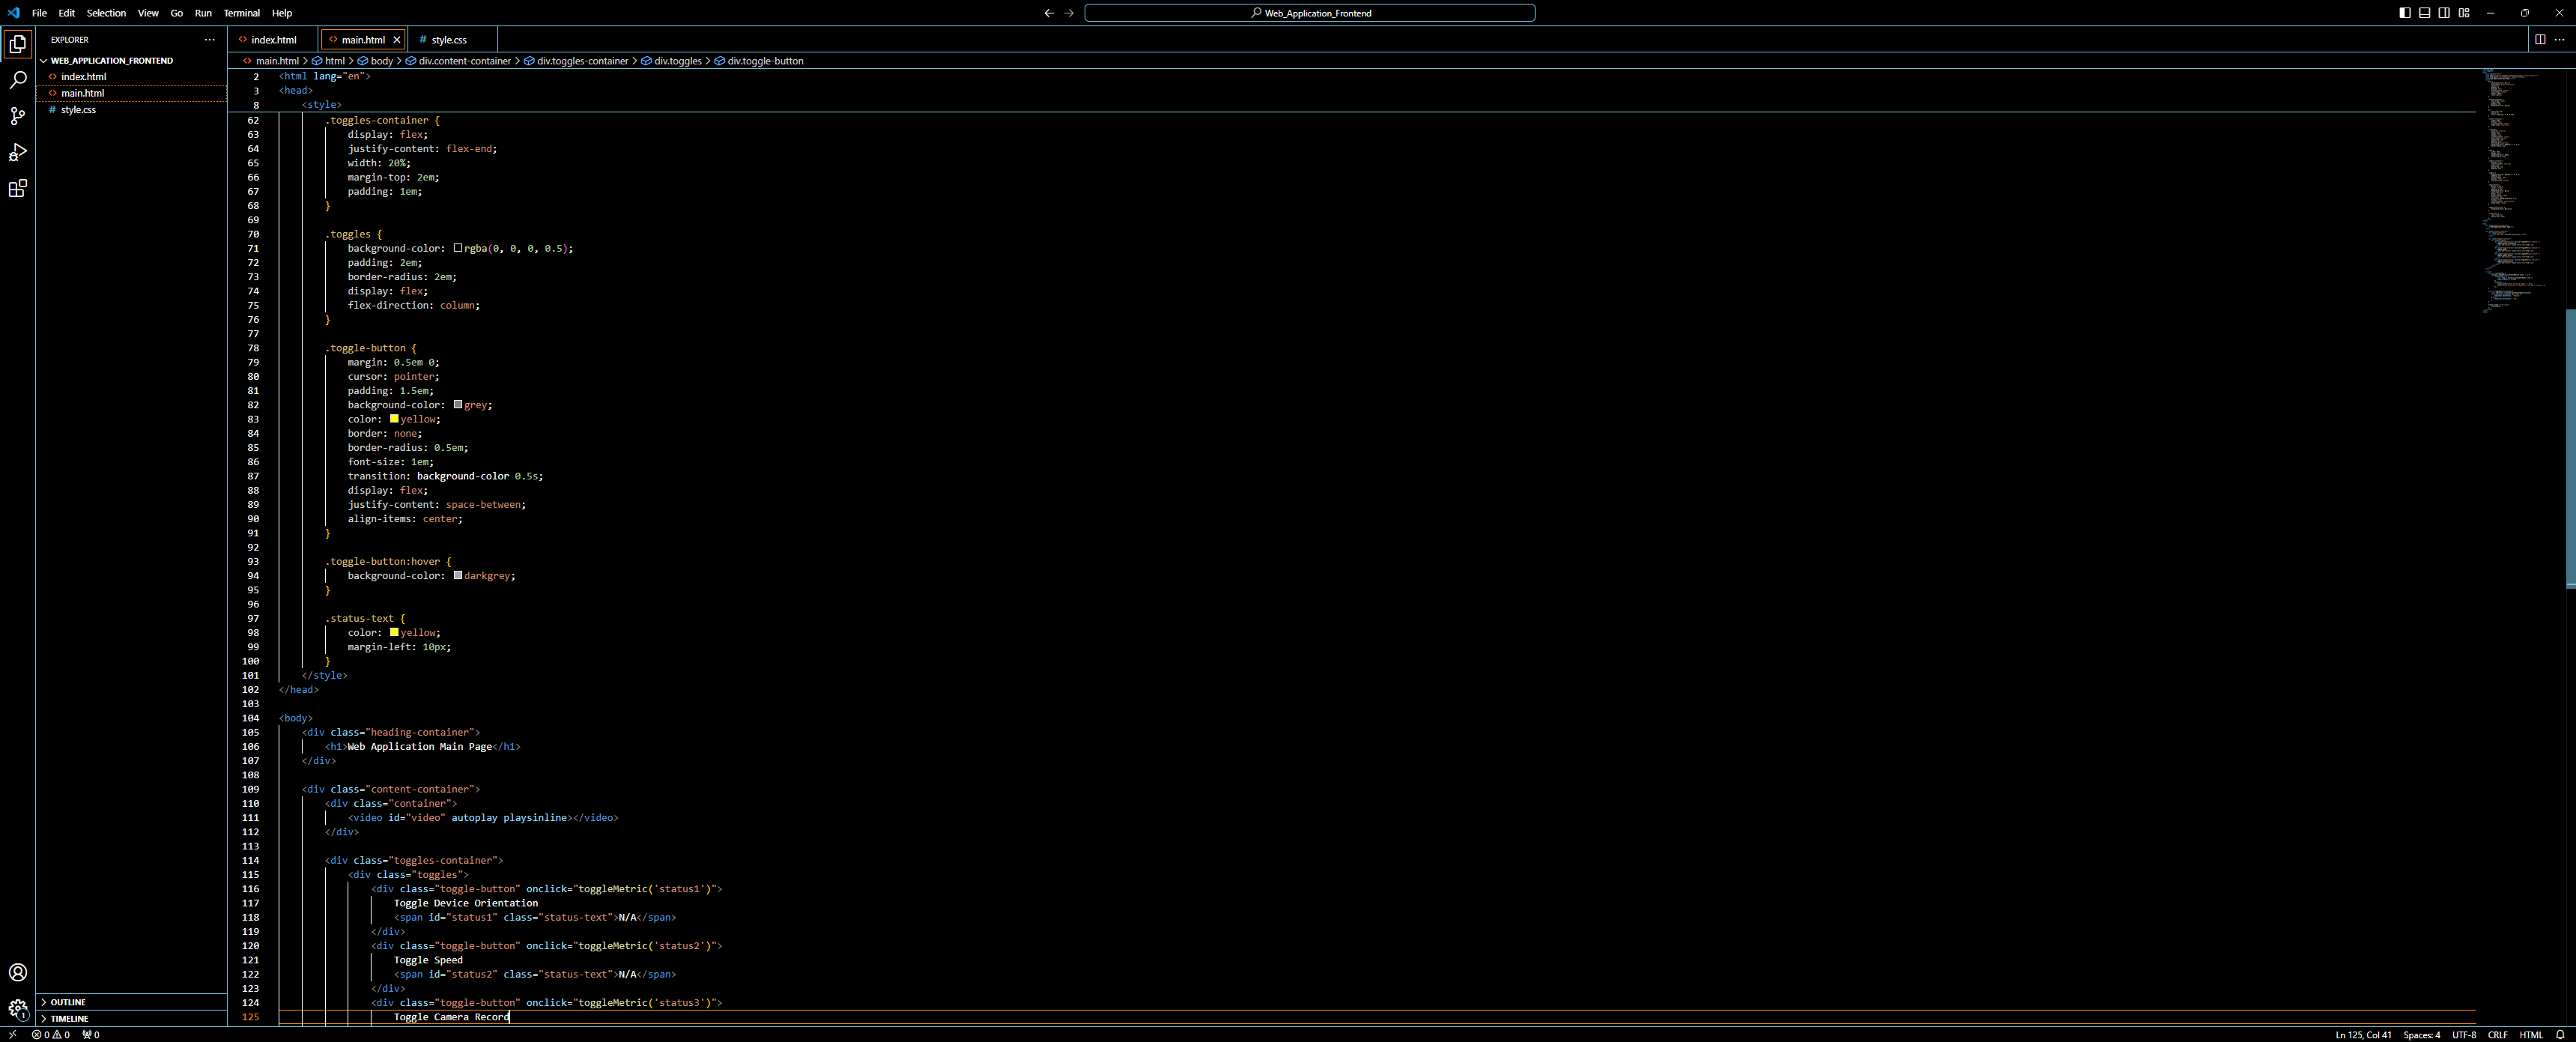 File Edit Selection View Go Run Terminal Help
Web_Application_Frontend
EXPLORER
WEB_APPLICATION_FRONTEND
index.html
main.html
style.css
OUTLINE
TIMELINE
index.html main.html style.css
main.html > html > body > div.content-container > div.toggles-container > div.toggles > div.toggle-button
2 <html lang="en">
3 <head>
8 <style>
62 .toggles-container {
63 display: flex;
64 justify-content: flex-end;
65 width: 20%;
66 margin-top: 2em;
67 padding: 1em;
68 }
69
70 .toggles {
71 background-color: rgba(0, 0, 0, 0.5);
72 padding: 2em;
73 border-radius: 2em;
74 display: flex;
75 flex-direction: column;
76 }
77
78 .toggle-button {
79 margin: 0.5em 0;
80 cursor: pointer;
81 padding: 1.5em;
82 background-color: grey;
83 color: yellow;
84 border: none;
85 border-radius: 0.5em;
86 font-size: 1em;
87 transition: background-color 0.5s;
88 display: flex;
89 justify-content: space-between;
90 align-items: center;
91 }
92
93 .toggle-button:hover {
94 background-color: darkgrey;
95 }
96
97 .status-text {
98 color: yellow;
99 margin-left: 10px;
100 }
101 </style>
102 </head>
103
104 <body>
105 <div class="heading-container">
106 <h1>Web Application Main Page</h1>
107 </div>
108
109 <div class="content-container">
110 <div class="container">
111 <video id="video" autoplay playsinline></video>
112 </div>
113
114 <div class="toggles-container">
115 <div class="toggles">
116 <div class="toggle-button" onclick="toggleMetric('status1')">
117 Toggle Device Orientation
118 <span id="status1" class="status-text">N/A</span>
119 </div>
120 <div class="toggle-button" onclick="toggleMetric('status2')">
121 Toggle Speed
122 <span id="status2" class="status-text">N/A</span>
123 </div>
124 <div class="toggle-button" onclick="toggleMetric('status3')">
125 Toggle Camera Record
1
0 0 0 Ln 125, Col 41 Spaces: 4 UTF-8 CRLF HTML